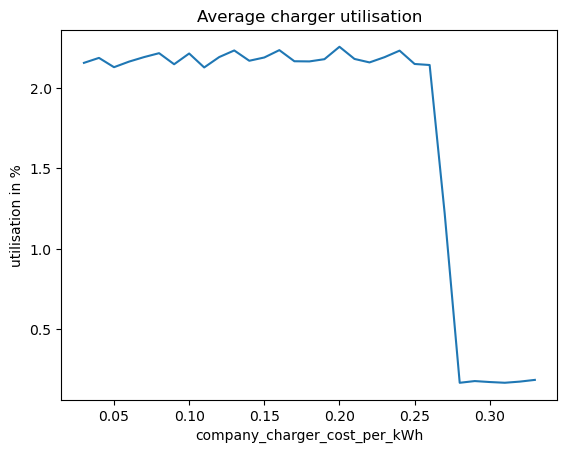 Average charger utilisation
utilisation in %
2.0
1.5
1.0
0.5
0.05 0.10 0.15 0.20 0.25 0.30
company_charger_cost_per_kWh